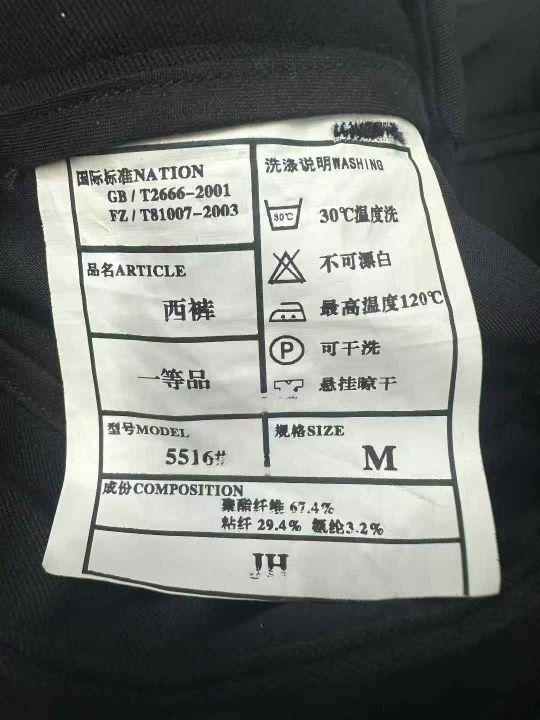 国际标准NATION
GB/T2666-2001
FZ/T81007-2003
品名ARTICLE
西裤
一等品
洗涤说明WASHING
30℃
30℃温度洗
不可漂白
最高温度120℃
P
可干洗
悬挂晾干
型号MODEL
5516#
规格SIZE
M
成份COMPOSITION
聚酯纤维 67.4%
粘纤 29.4% 氨纶3.2%